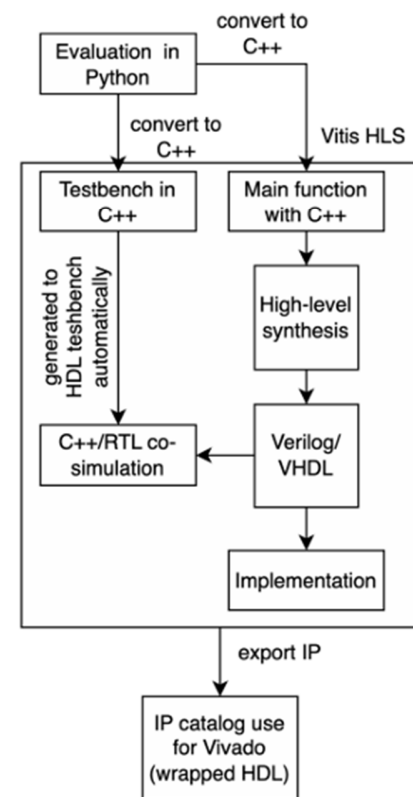 Evaluation in
Python
convert to
C++
convert to
C++
Vitis HLS
Testbench in
C++
Main function
with C++
generated to
HDL teshbench
automatically
High-level
synthesis
C++/RTL co-
simulation
Verilog/
VHDL
Implementation
export IP
IP catalog use
for Vivado
(wrapped HDL)